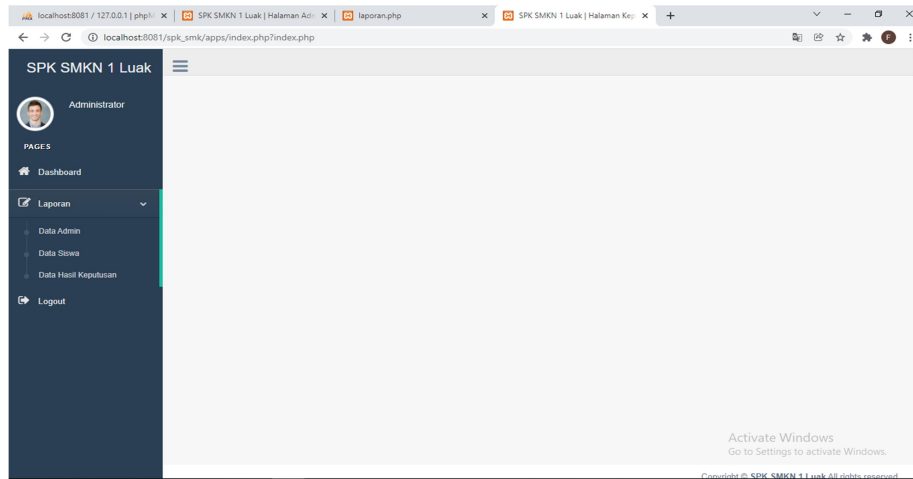 localhost:8081 / 127.0.0.1 | phpM
SPK SMKN 1 Luak | Halaman Adm
laporan.php
SPK SMKN 1 Luak | Halaman Kep
localhost:8081/spk_smk/apps/index.php?index.php
F
SPK SMKN 1 Luak
Administrator
PAGES
Dashboard
Laporan
Data Admin
Data Siswa
Data Hasil Keputusan
Logout
Activate Windows
Go to Settings to activate Windows.
Copyright © SPK SMKN 1 Luak All rights reserved